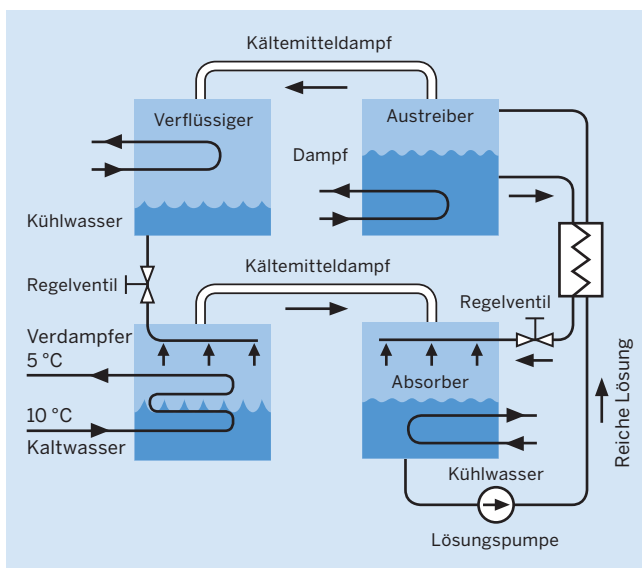 Kältemitteldampf
Verflüssiger
Austreiber
Dampf
Kühlwasser
Kältemitteldampf
Regelventil
Regelventil
Verdampfer
5 °C
Absorber
10 °C
Kaltwasser
Kühlwasser
Reiche Lösung
Lösungspumpe